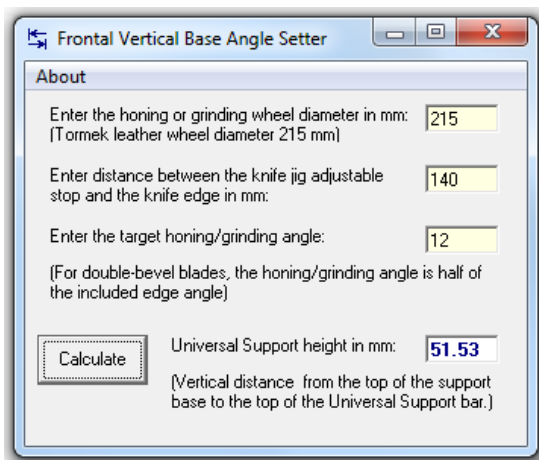 Frontal Vertical Base Angle Setter
About
Enter the honing or grinding wheel diameter in mm: 215
(Tormek leather wheel diameter 215 mm)
Enter distance between the knife jig adjustable 140
stop and the knife edge in mm:
Enter the target honing/grinding angle: 12
(For double-bevel blades, the honing/grinding angle is half of
the included edge angle)
Calculate
Universal Support height in mm: 51.53
(Vertical distance from the top of the support
base to the top of the Universal Support bar.)